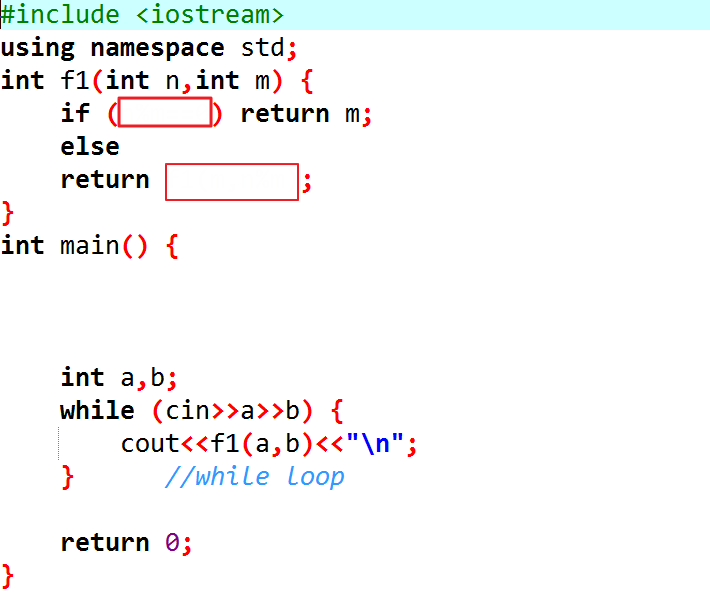 #include <iostream>
using namespace std;
int f1(int n,int m) {
if ( ) return m;
else
return ;
}
int main() {
int a,b;
while (cin>>a>>b) {
cout<<f1(a,b)<<"\n";
} //while loop
return 0;
}